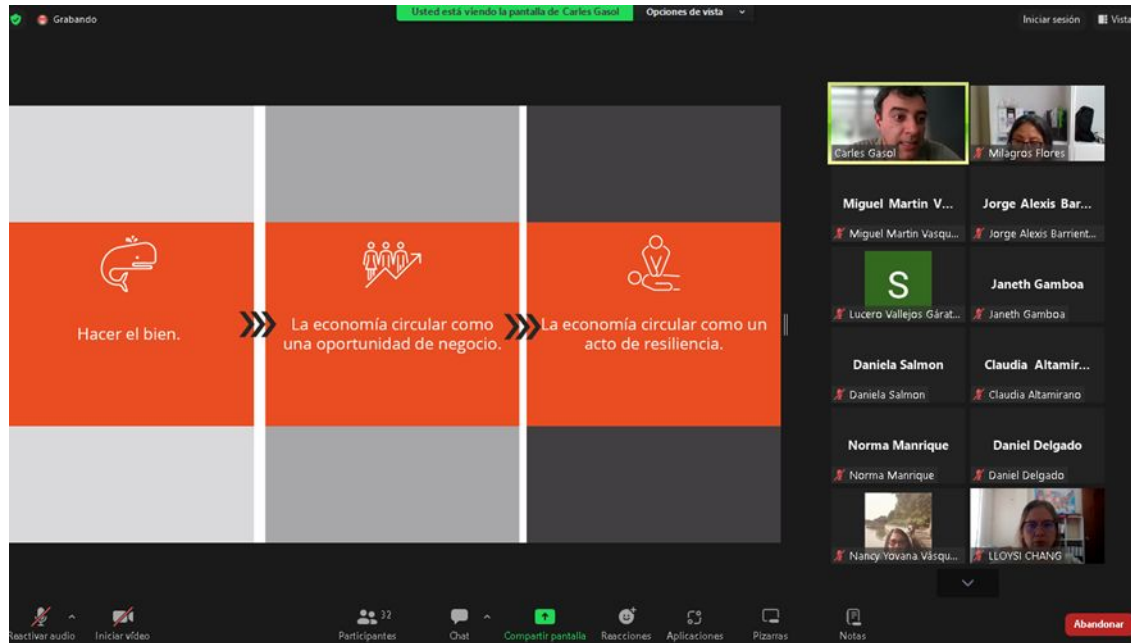 Grabando
Usted está viendo la pantalla de Carles Gasol
Opciones de vista
Iniciar sesión
Vista
Hacer el bien.
La economía circular como
una oportunidad de negocio.
La economía circular como un
acto de resiliencia.
Carles Gasol
Milagros Flores
Miguel Martin V...
Miguel Martin Vasqu...
Jorge Alexis Bar...
Jorge Alexis Barrient...
S
Lucero Vallejos Gárat...
Janeth Gamboa
Janeth Gamboa
Daniela Salmon
Daniela Salmon
Claudia Altamir...
Claudia Altamirano
Norma Manrique
Norma Manrique
Daniel Delgado
Daniel Delgado
Nancy Yovana Vásqu...
LLOYSI CHANG
Reactivar audio
Iniciar vídeo
32
Participantes
Chat
Compartir pantalla
Reacciones
Aplicaciones
Pizarras
Notas
Abandonar